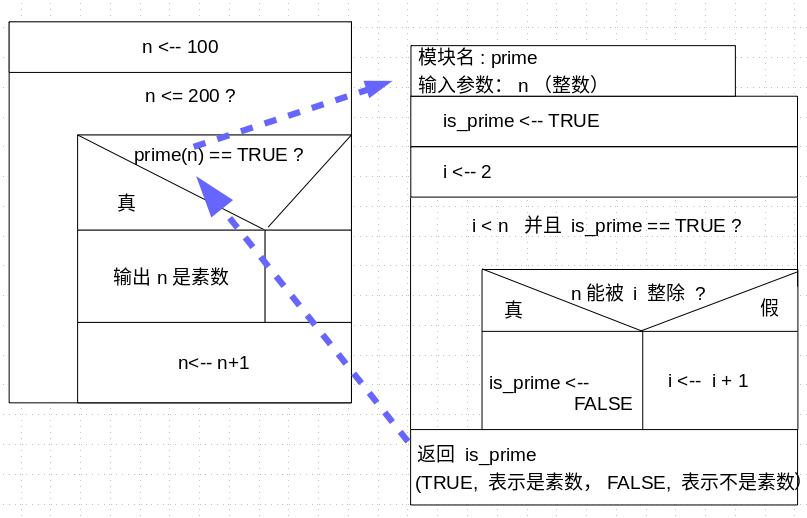 n <-- 100
n <= 200 ?
prime(n) == TRUE ?
真
输出 n 是素数
n<-- n+1
模块名 : prime
输入参数： n （整数）
is_prime <-- TRUE
i <-- 2
i < n 并且 is_prime == TRUE ?
n 能被 i 整除 ?
真
假
is_prime <--
FALSE
i <-- i + 1
返回 is_prime
(TRUE, 表示是素数， FALSE, 表示不是素数）